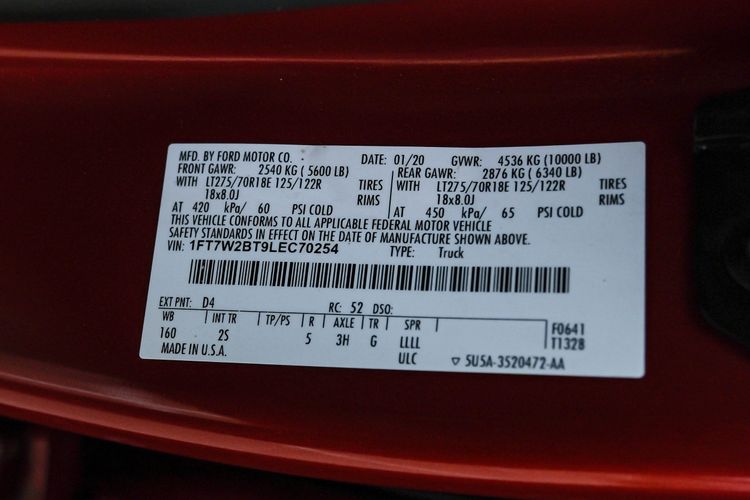 MFD. BY FORD MOTOR CO. DATE: 01/20 GVWR: 4536 KG (10000 LB)
FRONT GAWR: 2540 KG ( 5600 LB) REAR GAWR: 2876 KG ( 6340 LB)
WITH LT275/70R18E 125/122R TIRES WITH LT275/70R18E 125/122R TIRES
18x8.0J RIMS 18x8.0J RIMS
AT 420 kPa/ 60 PSI COLD AT 450 kPa/ 65 PSI COLD
THIS VEHICLE CONFORMS TO ALL APPLICABLE FEDERAL MOTOR VEHICLE
SAFETY STANDARDS IN EFFECT ON THE DATE OF MANUFACTURE SHOWN ABOVE.
VIN: 1FT7W2BT9LEC70254 TYPE: Truck
EXT PNT: D4 RC: 52 DSO:
WB INT TR TP/PS R AXLE TR SPR F0641
160 2S 5 3H G LLLL T1328
MADE IN U.S.A. ULC ▽ 5U5A-3520472-AA